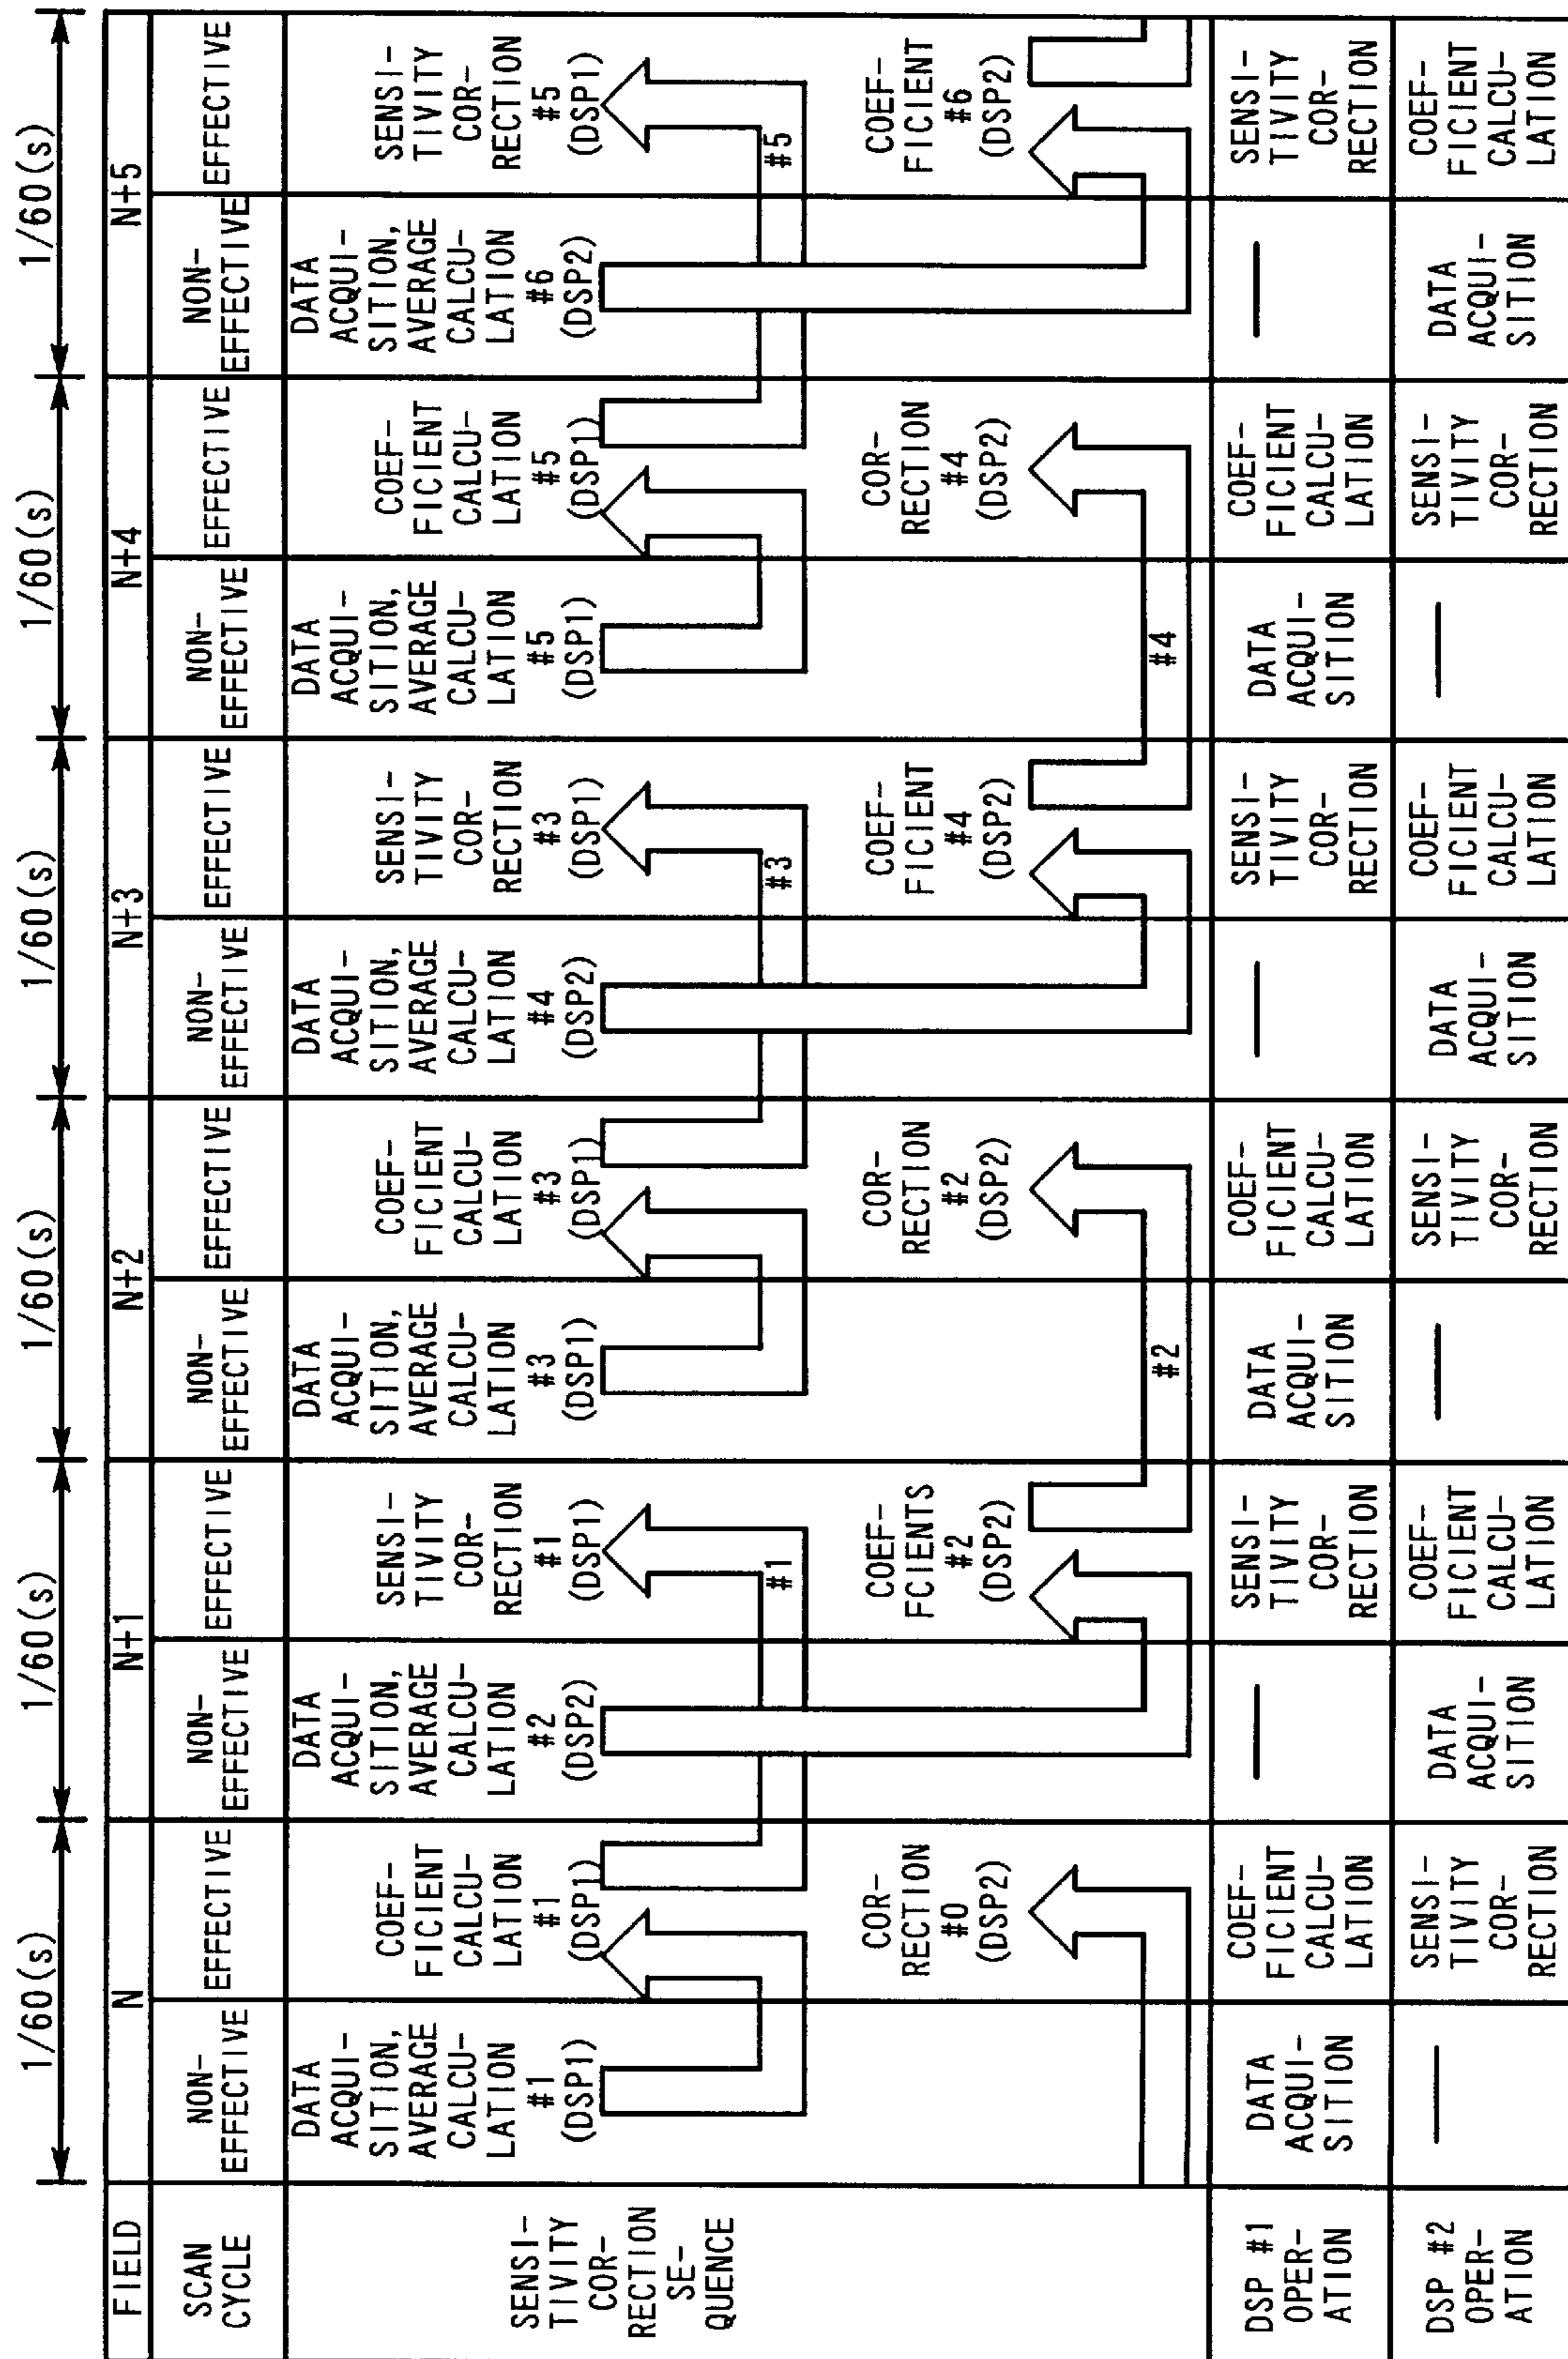 1/60(s)
1/60(s)
1/60(s)
1/60(s)
1/60(s)
1/60(s)
FIELD
N
N+1
N+2
N+3
N+4
N+5
SCAN
CYCLE
NON-
EFFECTIVE
EFFECTIVE
NON-
EFFECTIVE
EFFECTIVE
NON-
EFFECTIVE
EFFECTIVE
NON-
EFFECTIVE
EFFECTIVE
NON-
EFFECTIVE
EFFECTIVE
NON-
EFFECTIVE
EFFECTIVE
SENSI-
TIVITY
COR-
RECTION
SE-
QUENCE
DATA
ACQUI-
SITION,
AVERAGE
CALCU-
LATION
#1
(DSP1)
COEF-
FICIENT
CALCU-
LATION
#1
(DSP1)
DATA
ACQUI-
SITION,
AVERAGE
CALCU-
LATION
#2
(DSP2)
SENSI-
TIVITY
COR-
RECTION
#1
(DSP1)
DATA
ACQUI-
SITION,
AVERAGE
CALCU-
LATION
#3
(DSP1)
COEF-
FICIENT
CALCU-
LATION
#3
(DSP1)
DATA
ACQUI-
SITION,
AVERAGE
CALCU-
LATION
#4
(DSP2)
SENSI-
TIVITY
COR-
RECTION
#3
(DSP1)
DATA
ACQUI-
SITION,
AVERAGE
CALCU-
LATION
#5
(DSP1)
COEF-
FICIENT
CALCU-
LATION
#5
(DSP1)
DATA
ACQUI-
SITION,
AVERAGE
CALCU-
LATION
#6
(DSP2)
SENSI-
TIVITY
COR-
RECTION
#5
(DSP1)
#1
#3
#5
COR-
RECTION
#0
(DSP2)
COEF-
FCIENTS
#2
(DSP2)
COR-
RECTION
#2
(DSP2)
COEF-
FICIENT
#4
(DSP2)
COR-
RECTION
#4
(DSP2)
COEF-
FICIENT
#6
(DSP2)
#2
#4
DSP #1
OPER-
ATION
DATA
ACQUI-
SITION
COEF-
FICIENT
CALCU-
LATION
—
SENSI-
TIVITY
COR-
RECTION
DATA
ACQUI-
SITION
COEF-
FICIENT
CALCU-
LATION
—
SENSI-
TIVITY
COR-
RECTION
DATA
ACQUI-
SITION
COEF-
FICIENT
CALCU-
LATION
—
SENSI-
TIVITY
COR-
RECTION
DSP #2
OPER-
ATION
—
SENSI-
TIVITY
COR-
RECTION
DATA
ACQUI-
SITION
COEF-
FICIENT
CALCU-
LATION
—
SENSI-
TIVITY
COR-
RECTION
DATA
ACQUI-
SITION
COEF-
FICIENT
CALCU-
LATION
—
SENSI-
TIVITY
COR-
RECTION
DATA
ACQUI-
SITION
COEF-
FICIENT
CALCU-
LATION